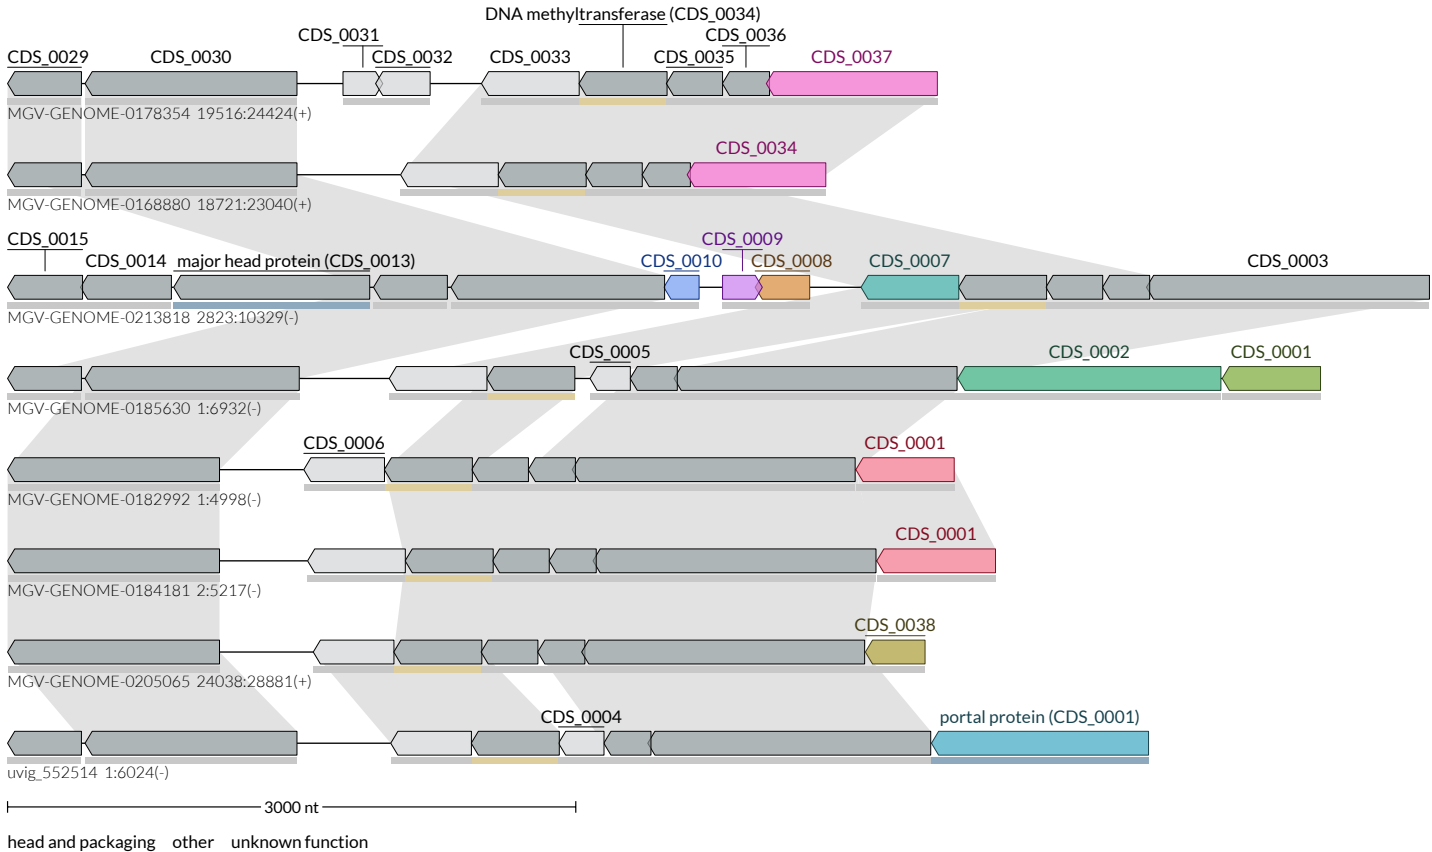 DNA methyltransferase (CDS_0034)
CDS_0031 CDS_0036
CDS_0029 CDS_0030 CDS_0032 CDS_0033 CDS_0035 CDS_0037
MGV-GENOME-0178354 19516:24424(+)
CDS_0034
MGV-GENOME-0168880 18721:23040(+)
CDS_0015 CDS_0009
CDS_0014 major head protein (CDS_0013) CDS_0010 CDS_0008 CDS_0007 CDS_0003
MGV-GENOME-0213818 2823:10329(-)
CDS_0005 CDS_0002 CDS_0001
MGV-GENOME-0185630 1:6932(-)
CDS_0006 CDS_0001
MGV-GENOME-0182992 1:4998(-)
CDS_0001
MGV-GENOME-0184181 2:5217(-)
CDS_0038
MGV-GENOME-0205065 24038:28881(+)
CDS_0004 portal protein (CDS_0001)
uvig_552514 1:6024(-)
3000 nt
head and packaging other unknown function